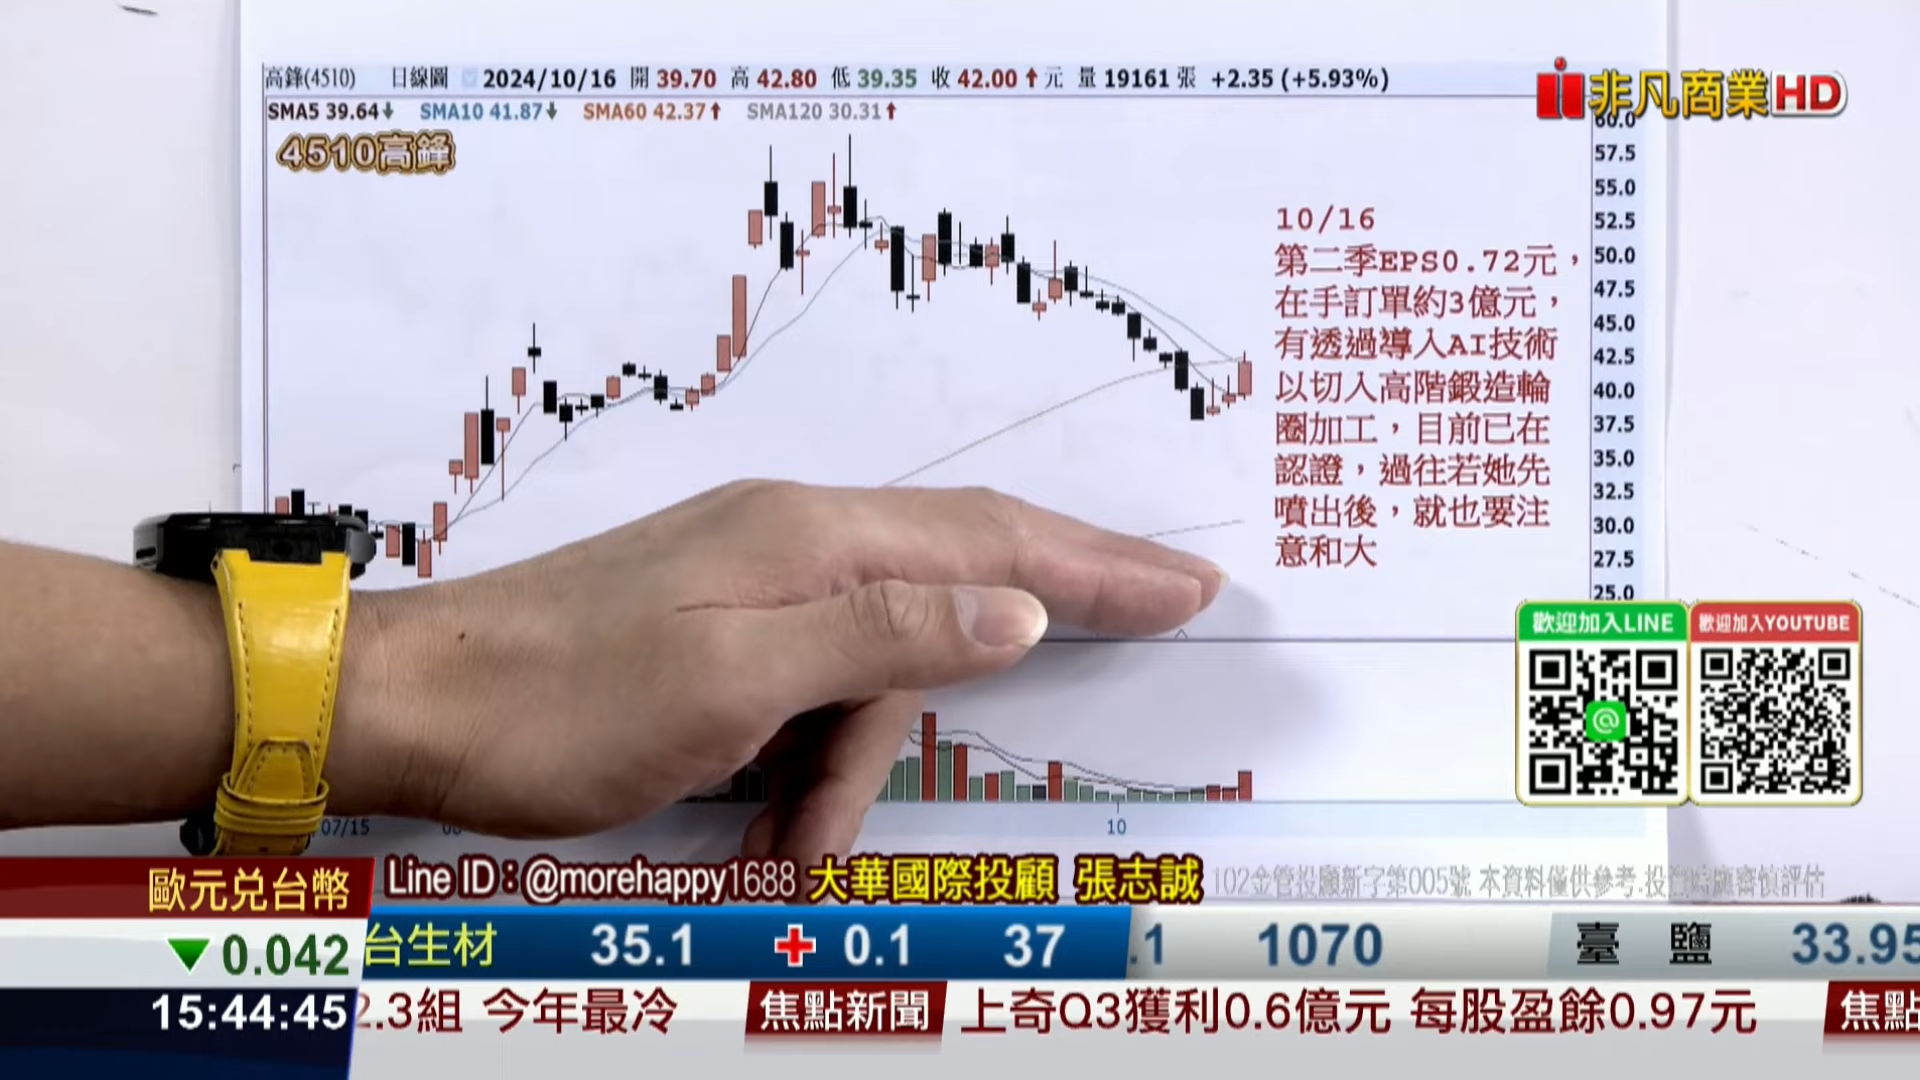 高鋒(4510) 日線圖 2024/10/16 開 39.70 高 42.80 低 39.35 收 42.00↑元 量 19161 張 +2.35 (+5.93%)
SMA5 39.64↓ SMA10 41.87↓ SMA60 42.37↑ SMA120 30.31↑
4510高鋒
非凡商業HD
60.0
57.5
55.0
52.5
50.0
47.5
45.0
42.5
40.0
37.5
35.0
32.5
30.0
27.5
25.0
10/16
第二季EPS0.72元，
在手訂單約3億元，
有透過導入AI技術
以切入高階鍛造輪
圈加工，目前已在
認證，過往若她先
噴出後，就也要注
意和大
歡迎加入LINE
歡迎加入YOUTUBE
07/15
10
Line ID：@morehappy1688 大華國際投顧 張志誠
102金管投顧新字第005號 本資料僅供參考.投資時應審慎評估
歐元兌台幣
▼0.042
15:44:45
台生材 35.1 + 0.1 37 .1 1070 臺鹽 33.95
2.3組 今年最冷 焦點新聞 上奇Q3獲利0.6億元 每股盈餘0.97元 焦點